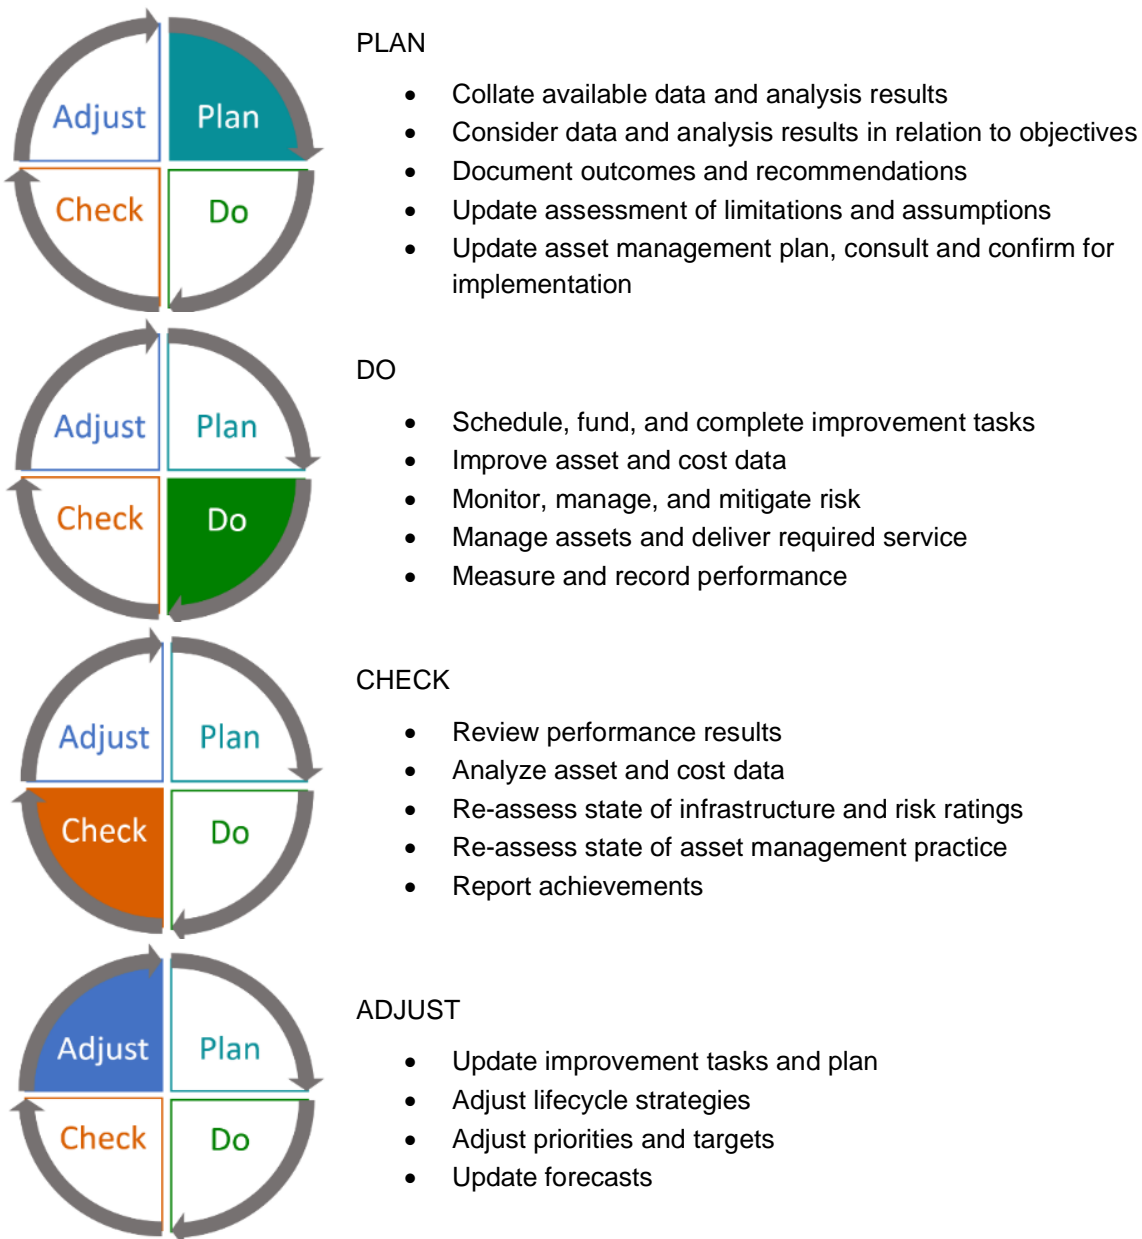 Adjust Plan
Check Do
PLAN
• Collate available data and analysis results
• Consider data and analysis results in relation to objectives
• Document outcomes and recommendations
• Update assessment of limitations and assumptions
• Update asset management plan, consult and confirm for
implementation
Adjust Plan
Check Do
DO
• Schedule, fund, and complete improvement tasks
• Improve asset and cost data
• Monitor, manage, and mitigate risk
• Manage assets and deliver required service
• Measure and record performance
Adjust Plan
Check Do
CHECK
• Review performance results
• Analyze asset and cost data
• Re-assess state of infrastructure and risk ratings
• Re-assess state of asset management practice
• Report achievements
Adjust Plan
Check Do
ADJUST
• Update improvement tasks and plan
• Adjust lifecycle strategies
• Adjust priorities and targets
• Update forecasts